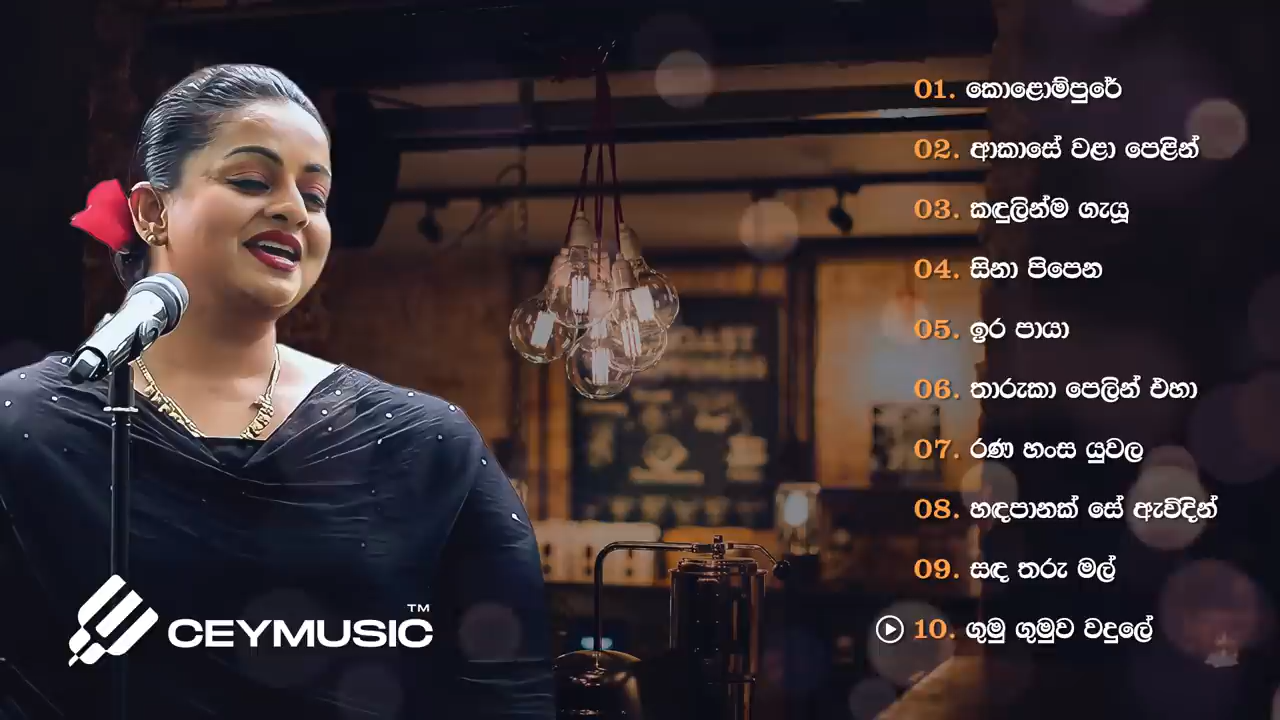 01. කොළොම්පුරේ
02. ආකාසේ වළා පෙළින්
03. කඳුලින්ම ගැයූ
04. සිනා පිපෙන
05. ඉර පායා
06. තාරුකා පෙලින් එහා
07. රණ හංස යුවල
08. හඳපානක් සේ ඇවිදින්
09. සඳ තරු මල්
10. ගුමු ගුමුව වදුලේ
CEYMUSIC™